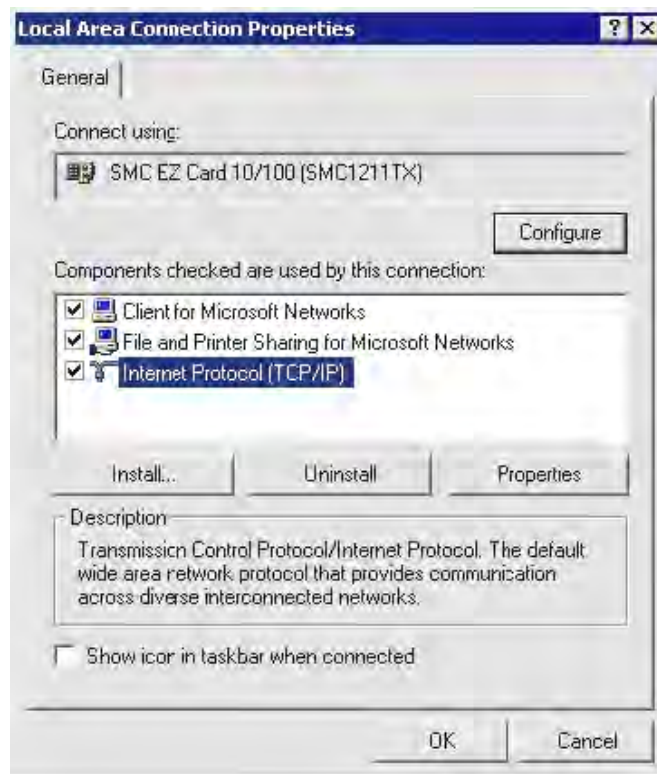 Local Area Connection Properties
General
Connect using:
SMC EZ Card 10/100 (SMC1211TX)
Configure
Components checked are used by this connection:
Client for Microsoft Networks
File and Printer Sharing for Microsoft Networks
Internet Protocol (TCP/IP)
Install... Uninstall Properties
Description
Transmission Control Protocol/Internet Protocol. The default
wide area network protocol that provides communication
across diverse interconnected networks.
Show icon in taskbar when connected
OK Cancel